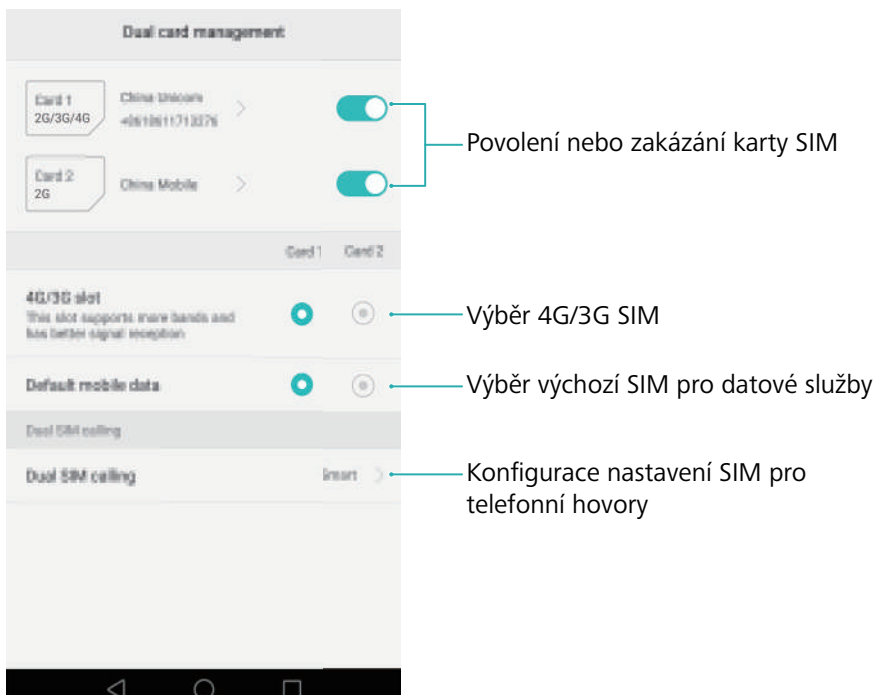 Dual card management
Card 1
2G/3G/4G
China Unicom
Card 2
2G
China Mobile
Card 1 Card 2
4G/3G slot
This slot supports more bands and
has better signal reception
Default mobile data
Dual SIM calling
Dual SIM calling
Smart
Povolení nebo zakázání karty SIM
Výběr 4G/3G SIM
Výběr výchozí SIM pro datové služby
Konfigurace nastavení SIM pro
telefonní hovory